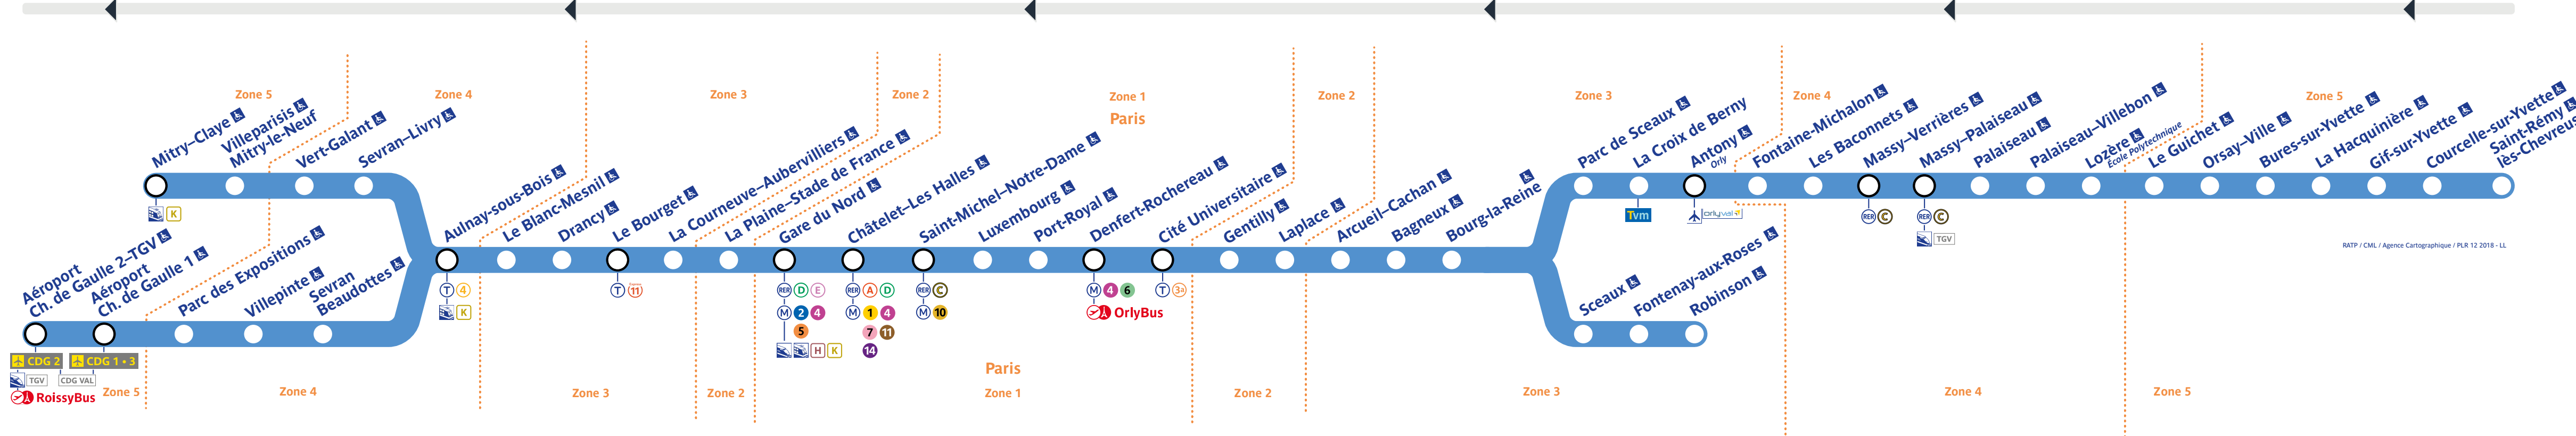 Zone 5
Zone 4
Zone 3
Zone 2
Zone 1
Paris
Zone 2
Zone 3
Zone 4
Zone 5
Mitry–Claye
Villeparisis
Mitry-le-Neuf
Vert-Galant
Sevran–Livry
K
Aéroport
Ch. de Gaulle 2–TGV
Aéroport
Ch. de Gaulle 1
Parc des Expositions
Villepinte
Sevran
Beaudottes
CDG 2
CDG 1 • 3
TGV
CDG VAL
RoissyBus
Aulnay-sous-Bois
T 4
K
Le Blanc-Mesnil
Drancy
Le Bourget
T 11
La Courneuve–Aubervilliers
La Plaine–Stade de France
Gare du Nord
RER D E
M 2 4
5
H K
Châtelet–Les Halles
RER A D
M 1 4
7 11
14
Saint-Michel–Notre-Dame
RER C
M 10
Luxembourg
Port-Royal
Denfert-Rochereau
M 4 6
OrlyBus
Cité Universitaire
T 3a
Gentilly
Laplace
Arcueil–Cachan
Bagneux
Bourg-la-Reine
Parc de Sceaux
La Croix de Berny
Tvm
Antony
Orly
orlyval
Fontaine-Michalon
Les Baconnets
Massy–Verrières
RER C
Massy–Palaiseau
RER C
TGV
Palaiseau
Palaiseau–Villebon
Lozère
École Polytechnique
Le Guichet
Orsay–Ville
Bures-sur-Yvette
La Hacquinière
Gif-sur-Yvette
Courcelle-sur-Yvette
Saint-Rémy
lès-Chevreus
Sceaux
Fontenay-aux-Roses
Robinson
RATP / CML / Agence Cartographique / PLR 12 2018 - LL
Zone 5
Zone 4
Zone 3
Zone 2
Paris
Zone 1
Zone 2
Zone 3
Zone 4
Zone 5